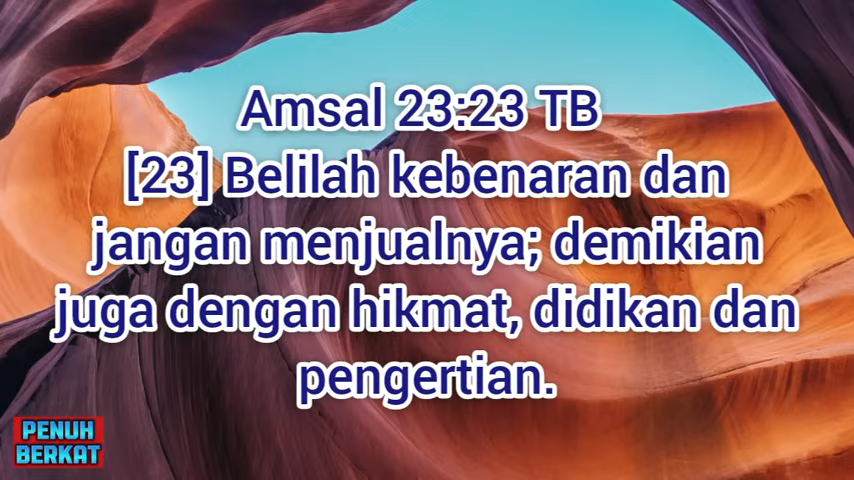 Amsal 23:23 TB
[23] Belilah kebenaran dan
jangan menjualnya; demikian
juga dengan hikmat, didikan dan
pengertian.
PENUH
BERKAT